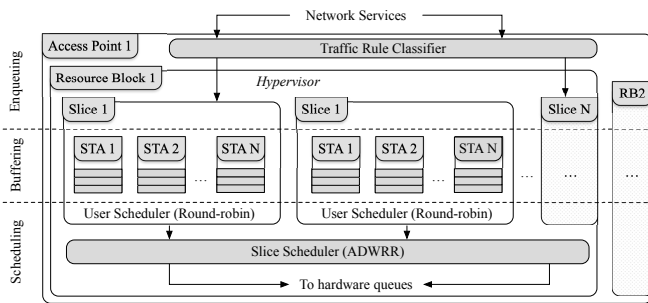 Network Services
Access Point 1
Traffic Rule Classifier
Enqueuing
Resource Block 1
Hypervisor
RB2
Slice 1
Slice 1
Slice N
Buffering
STA 1
STA 2
STA N
STA 1
STA 2
STA N
...
...
...
...
...
User Scheduler (Round-robin)
User Scheduler (Round-robin)
Scheduling
Slice Scheduler (ADWRR)
To hardware queues